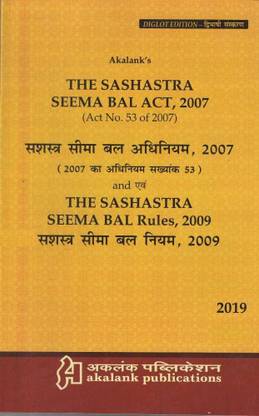 DIGLOT EDITION – द्विभाषी संस्करण
Akalank's
THE SASHASTRA
SEEMA BAL ACT, 2007
(Act No. 53 of 2007)
सशस्त्र सीमा बल अधिनियम, 2007
( 2007 का अधिनियम सख्यांक 53 )
and एवं
THE SASHASTRA
SEEMA BAL Rules, 2009
सशस्त्र सीमा बल नियम, 2009
2019
अकलंक पब्लिकेशन
akalank publications